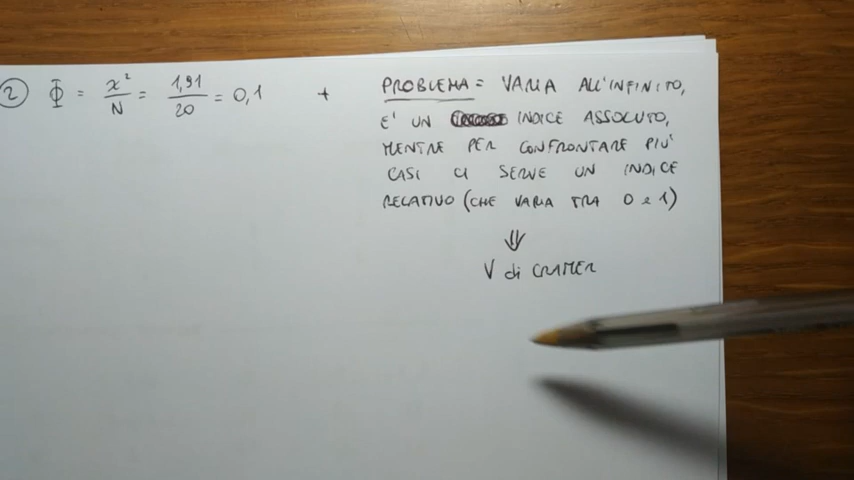 2 Φ = x²/N = 1,91/20 = 0,1 +
PROBLEMA = VARIA ALL'INFINITO,
E' UN INDICE ASSOLUTO,
MENTRE PER CONFRONTARE PIU'
CASI CI SERVE UN INDICE
RELATIVO (CHE VARIA TRA 0 e 1)
⇓
V di CRAMER